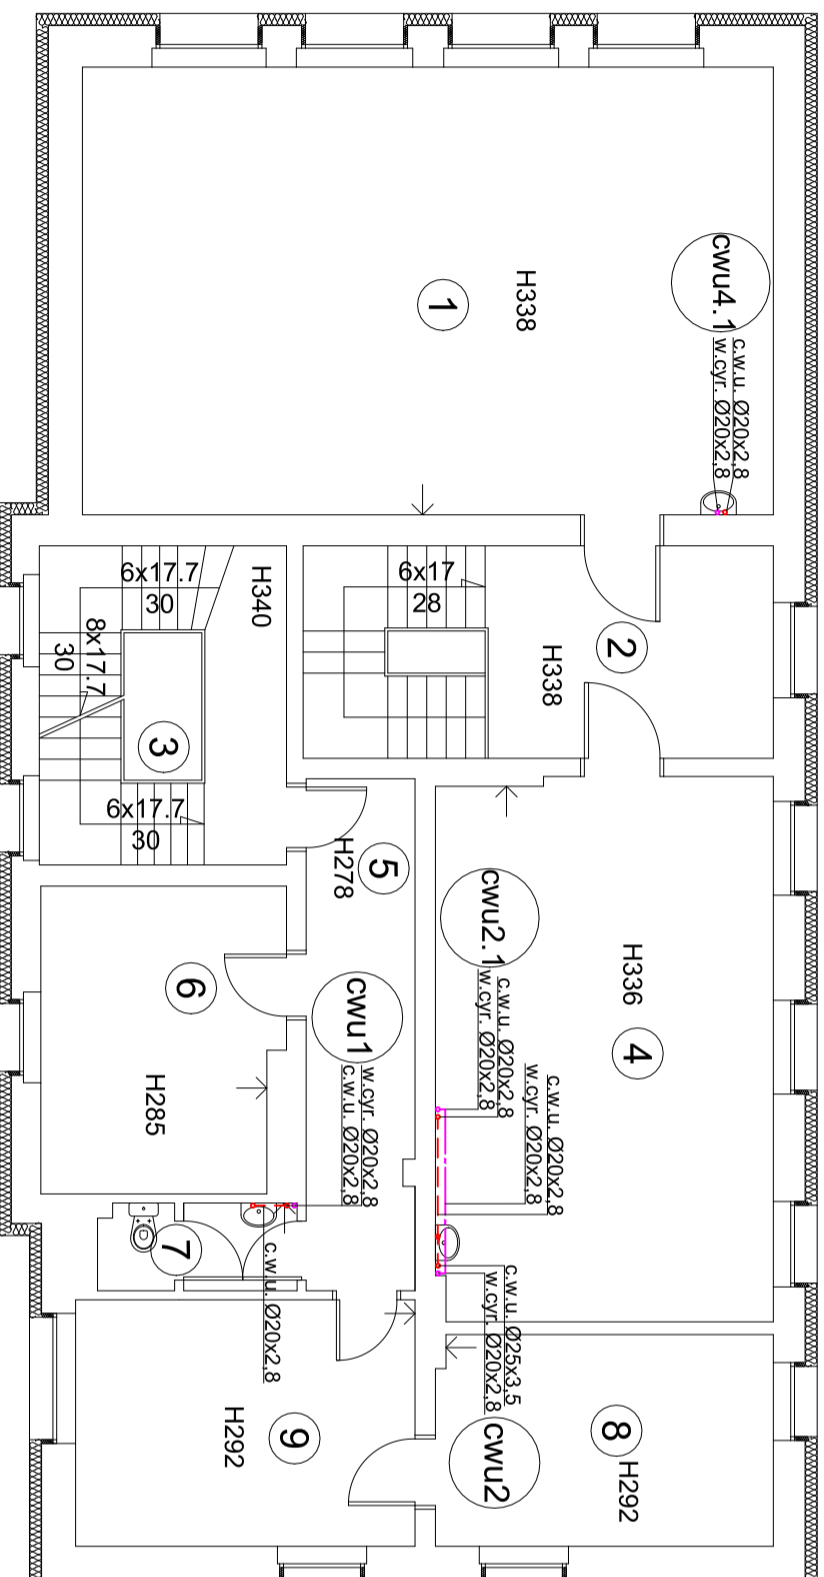 cwu4.1
c.w.u. Ø20x2,8
w.cyr. Ø20x2,8
H338
1
6x17.7
30
H340
8x17.7
30
3
6x17.7
30
6x17
28
2
H338
5
H278
cwu2.1
c.w.u. Ø20x2,8
w.cyr. Ø20x2,8
H336
4
c.w.u. Ø20x2,8
w.cyr. Ø20x2,8
6
H285
cwu1
w.cyr. Ø20x2,8
c.w.u. Ø20x2,8
7
c.w.u. Ø20x2,8
c.w.u. Ø25x3,5
w.cyr. Ø20x2,8
cwu2
8
H292
9
H292